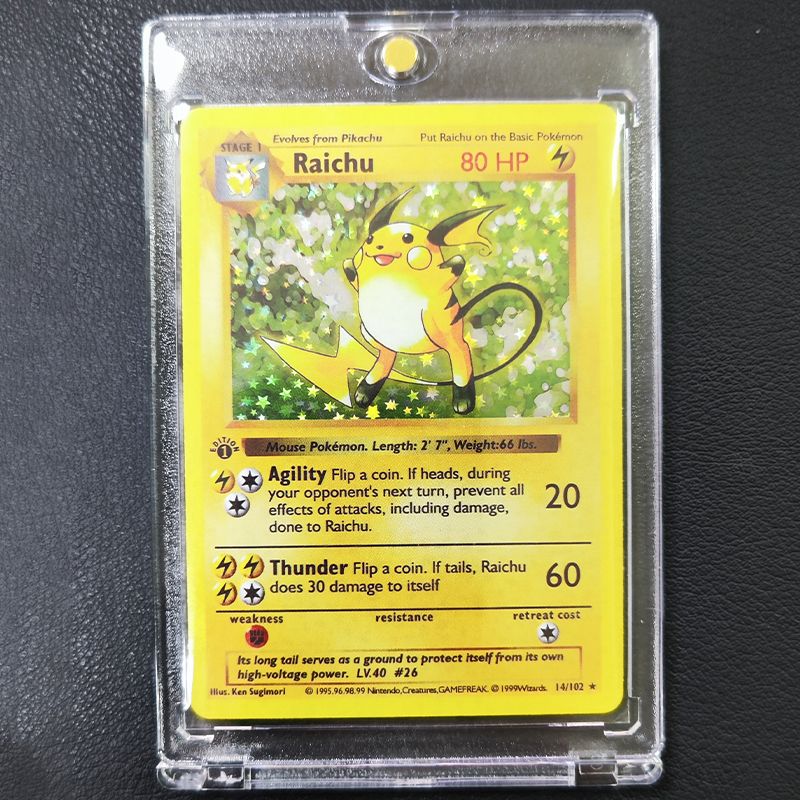 Evolves from Pikachu Put Raichu on the Basic Pokémon
STAGE 1
Raichu 80 HP
EDITION
1
Mouse Pokémon. Length: 2' 7", Weight:66 lbs.
Agility Flip a coin. If heads, during
your opponent's next turn, prevent all
effects of attacks, including damage,
done to Raichu.
20
Thunder Flip a coin. If tails, Raichu
does 30 damage to itself
60
weakness resistance retreat cost
Its long tail serves as a ground to protect itself from its own
high-voltage power. LV.40 #26
Illus. Ken Sugimori © 1995,96,98,99 Nintendo,Creatures,GAMEFREAK. © 1999Wizards. 14/102 ★